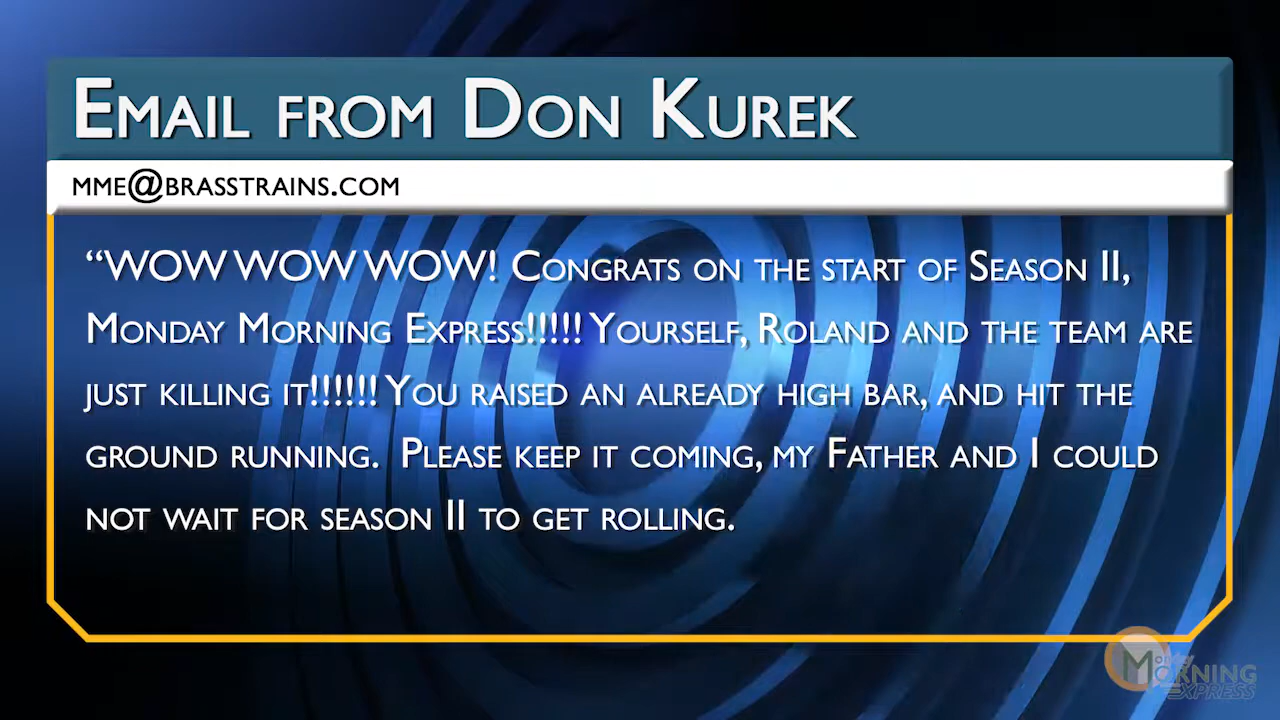 Email from Don Kurek
mme@brasstrains.com
“WOW WOW WOW! Congrats on the start of Season II,
Monday Morning Express!!!!! Yourself, Roland and the team are
just killing it!!!!!! You raised an already high bar, and hit the
ground running.  Please keep it coming, my Father and I could
not wait for season II to get rolling.
Monday
Morning
Express